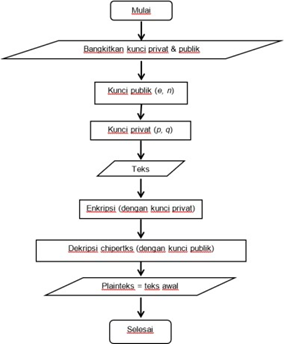 Mulai
Bangkitkan kunci privat & publik
Kunci publik (e, n)
Kunci privat (p, q)
Teks
Enkripsi (dengan kunci privat)
Dekripsi chipertks (dengan kunci publik)
Plainteks = teks awal
Selesai